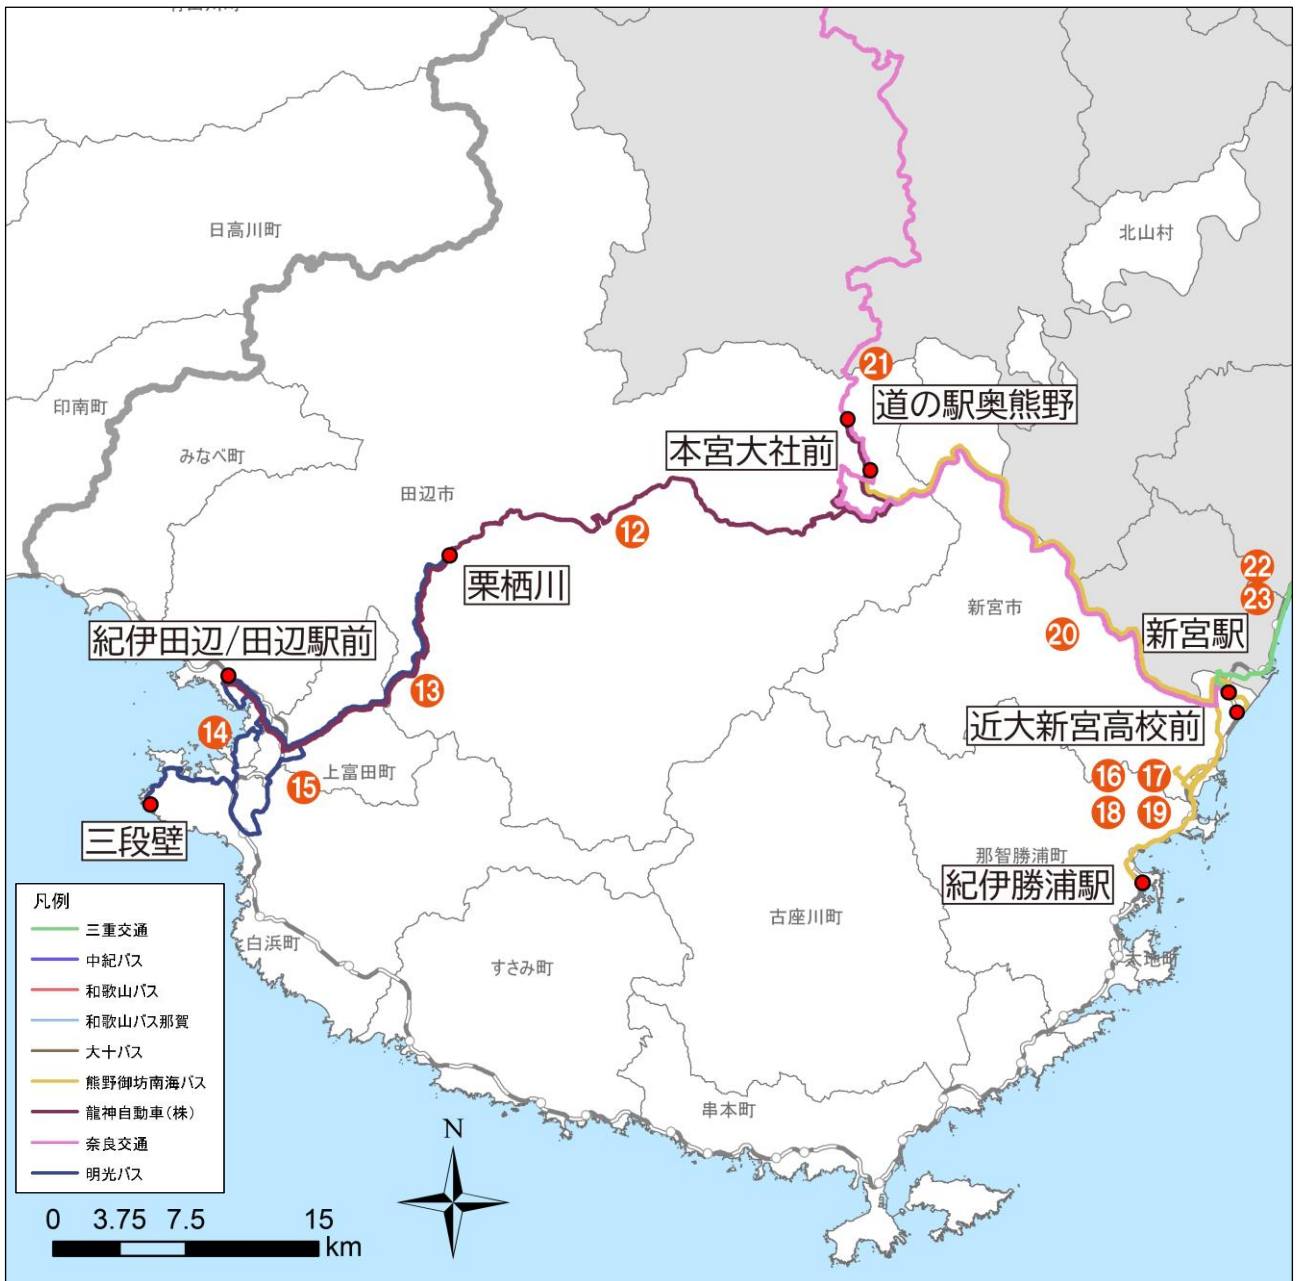 日高川町
北山村
印南町
みなべ町
田辺市
21
道の駅奥熊野
本宮大社前
12
栗栖川
新宮市
22
23
20
新宮駅
紀伊田辺/田辺駅前
13
14
近大新宮高校前
15
上富田町
16
17
18
19
三段壁
那智勝浦町
紀伊勝浦駅
古座川町
白浜町
すさみ町
太地町
串本町
凡例
三重交通
中紀バス
和歌山バス
和歌山バス那賀
大十バス
熊野御坊南海バス
龍神自動車(株)
奈良交通
明光バス
N
0 3.75 7.5 15
km